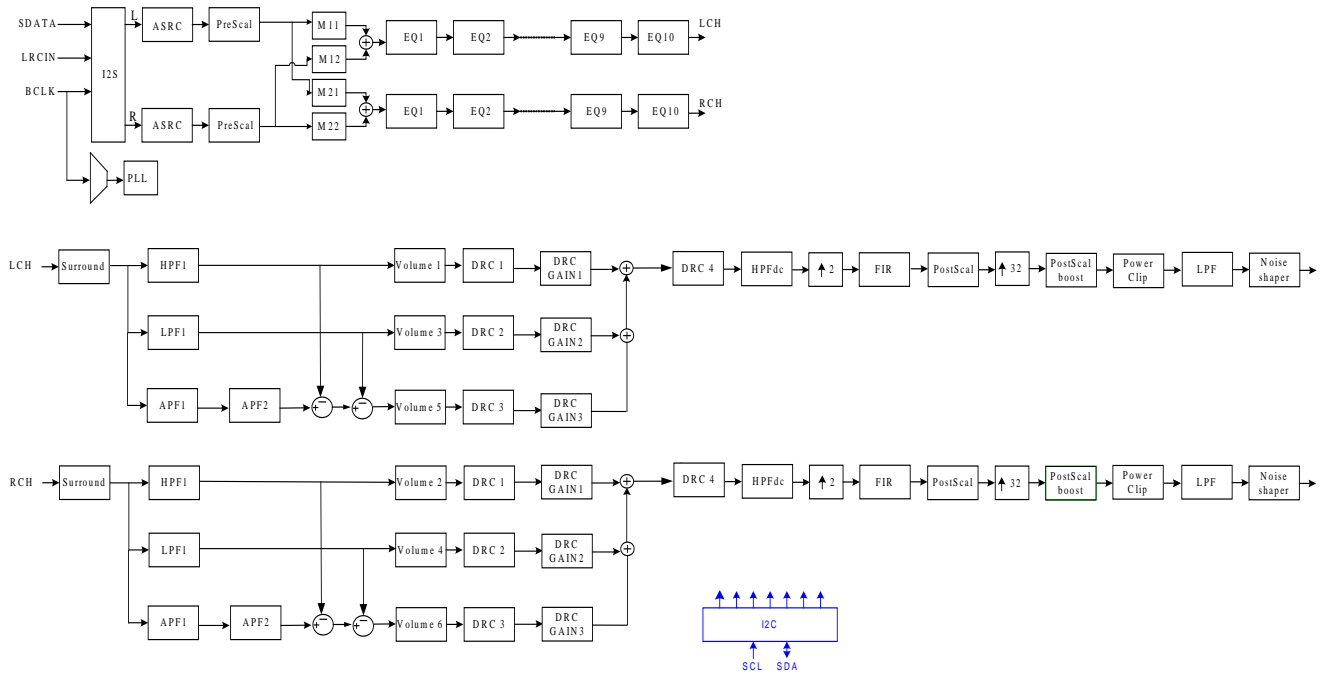 SDATA
LRCIN
BCLK
I2S
L
R
ASRC
PreScal
ASRC
PreScal
PLL
M11
M12
M21
M22
+
+
EQ1
EQ2
EQ9
EQ10
LCH
EQ1
EQ2
EQ9
EQ10
RCH
LCH
Surround
HPF1
Volume 1
DRC 1
DRC
GAIN1
+
DRC 4
HPFdc
2
FIR
PostScal
32
PostScal
boost
Power
Clip
LPF
Noise
shaper
LPF1
Volume 3
DRC 2
DRC
GAIN2
+
APF1
APF2
+ −
+ −
Volume 5
DRC 3
DRC
GAIN3
RCH
Surround
HPF1
Volume 2
DRC 1
DRC
GAIN1
+
DRC 4
HPFdc
2
FIR
PostScal
32
PostScal
boost
Power
Clip
LPF
Noise
shaper
LPF1
Volume 4
DRC 2
DRC
GAIN2
+
APF1
APF2
+ −
+ −
Volume 6
DRC 3
DRC
GAIN3
I2C
SCL SDA